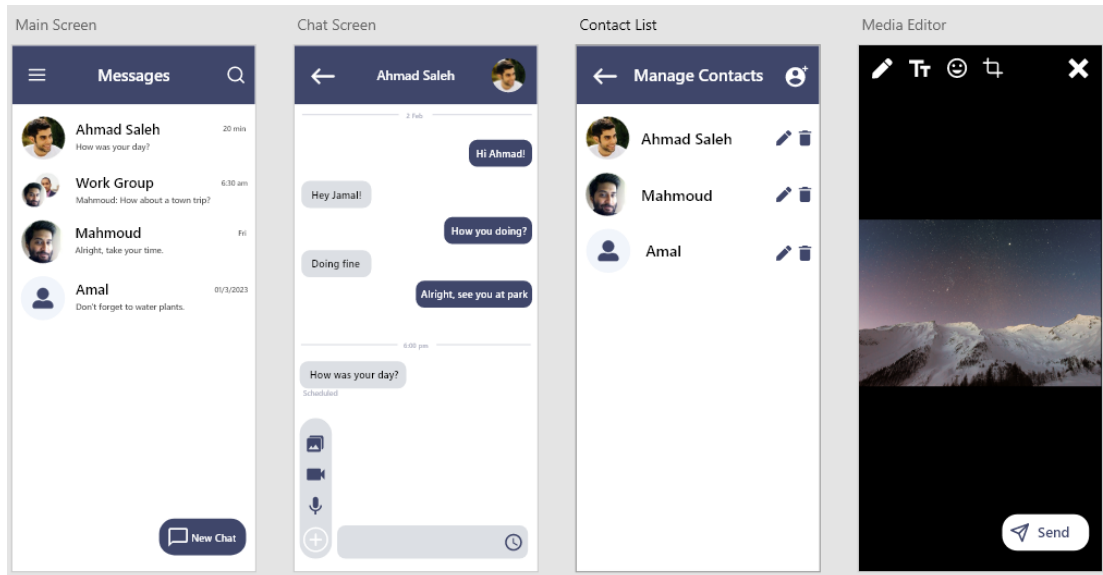 Main Screen
Messages
Ahmad Saleh
20 min
How was your day?
Work Group
6:30 am
Mahmoud: How about a town trip?
Mahmoud
Fri
Alright, take your time.
Amal
01/3/2023
Don't forget to water plants.
New Chat
Chat Screen
Ahmad Saleh
2 Feb
Hi Ahmad!
Hey Jamal!
How you doing?
Doing fine
Alright, see you at park
6:00 pm
How was your day?
Scheduled
Contact List
Manage Contacts
Ahmad Saleh
Mahmoud
Amal
Media Editor
TT
Send